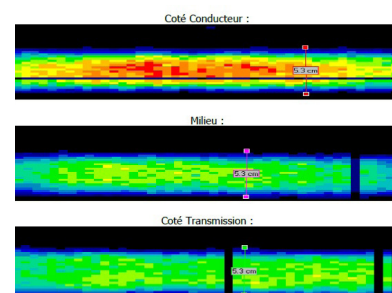 Coté Conducteur :
5.3 cm
Milieu :
5.3 cm
Coté Transmission :
5.3 cm